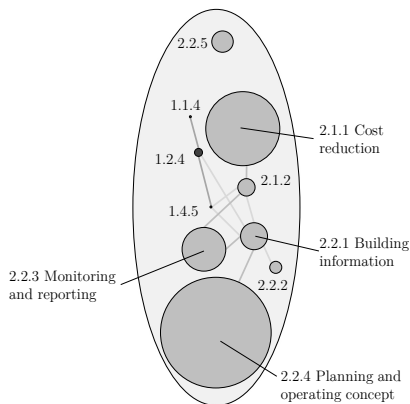 2.2.5
1.1.4
2.1.1 Cost
reduction
1.2.4
2.1.2
1.4.5
2.2.1 Building
information
2.2.3 Monitoring
and reporting
2.2.2
2.2.4 Planning and
operating concept